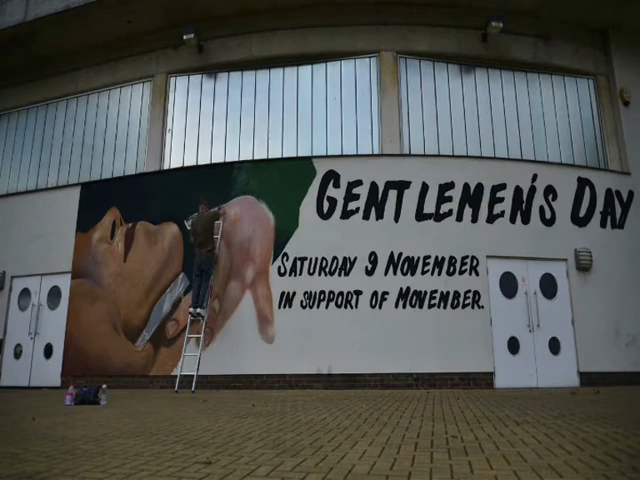 GENTLEMEN'S DAY
SATURDAY 9 NOVEMBER
IN SUPPORT OF MOVEMBER.